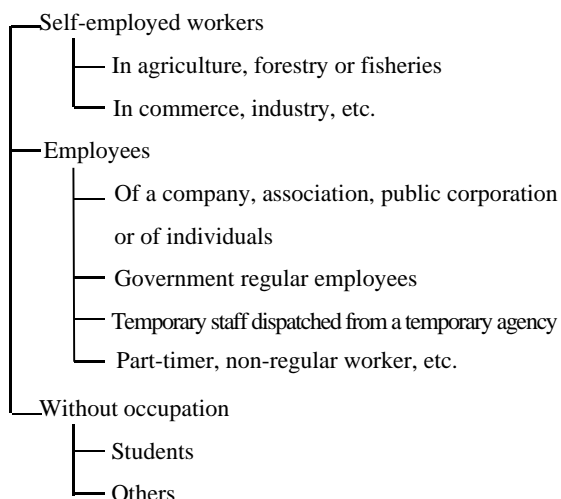 Self-employed workers
In agriculture, forestry or fisheries
In commerce, industry, etc.
Employees
Of a company, association, public corporation
or of individuals
Government regular employees
Temporary staff dispatched from a temporary agency
Part-timer, non-regular worker, etc.
Without occupation
Students
Others